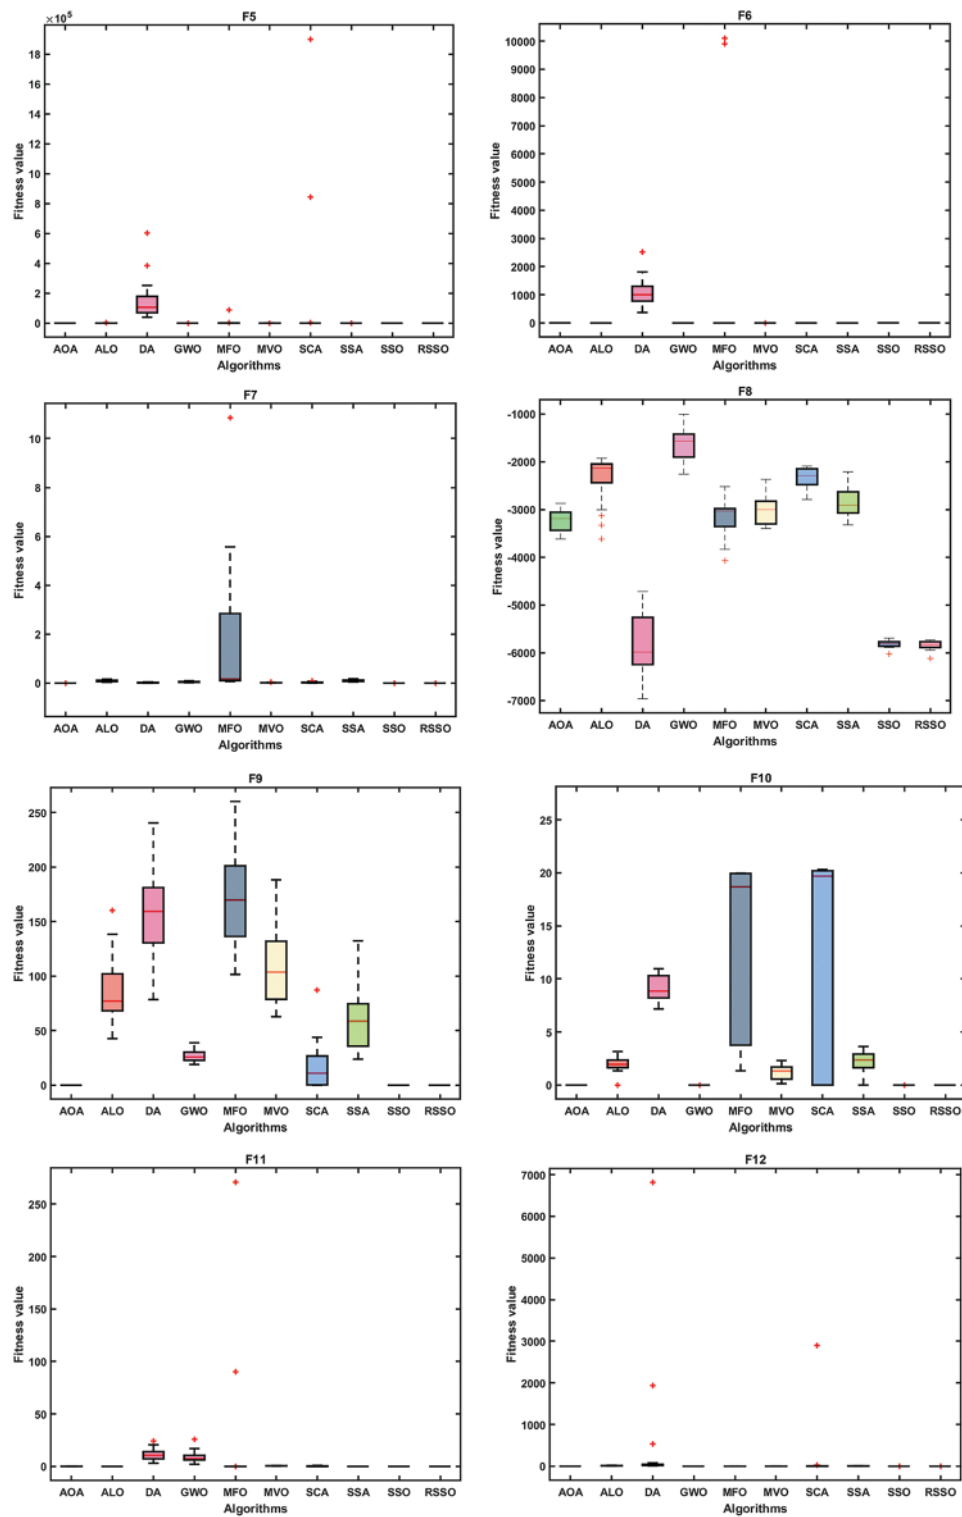 F5
×10⁵
18
16
14
12
10
8
6
4
2
0
Fitness value
AOA ALO DA GWO MFO MVO SCA SSA SSO RSSO
Algorithms
F6
10000
9000
8000
7000
6000
5000
4000
3000
2000
1000
0
Fitness value
AOA ALO DA GWO MFO MVO SCA SSA SSO RSSO
Algorithms
F7
10
8
6
4
2
0
Fitness value
AOA ALO DA GWO MFO MVO SCA SSA SSO RSSO
Algorithms
F8
-1000
-2000
-3000
-4000
-5000
-6000
-7000
Fitness value
AOA ALO DA GWO MFO MVO SCA SSA SSO RSSO
Algorithms
F9
250
200
150
100
50
0
Fitness value
AOA ALO DA GWO MFO MVO SCA SSA SSO RSSO
Algorithms
F10
25
20
15
10
5
0
Fitness value
AOA ALO DA GWO MFO MVO SCA SSA SSO RSSO
Algorithms
F11
250
200
150
100
50
0
Fitness value
AOA ALO DA GWO MFO MVO SCA SSA SSO RSSO
Algorithms
F12
7000
6000
5000
4000
3000
2000
1000
0
Fitness value
AOA ALO DA GWO MFO MVO SCA SSA SSO RSSO
Algorithms